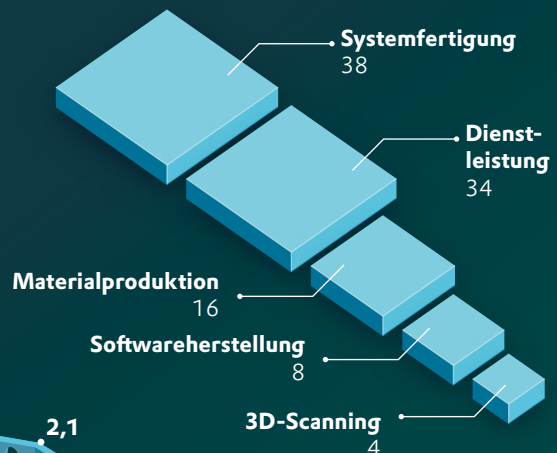 Systemfertigung
38
Dienst-
leistung
34
Materialproduktion
16
Softwareherstellung
8
3D-Scanning
4
2,1